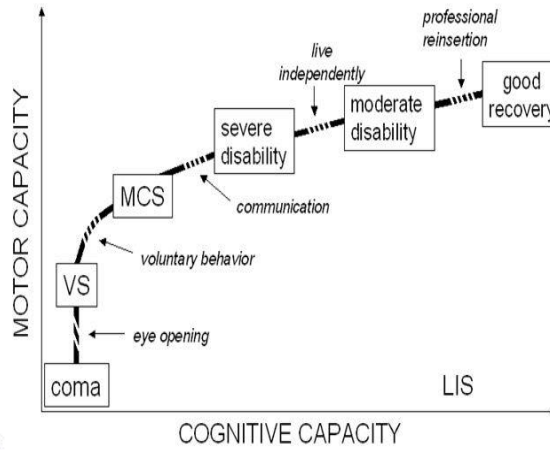 professional
reinsertion
live
independently
good
recovery
moderate
disability
severe
disability
MCS
communication
voluntary behavior
VS
eye opening
coma
LIS
MOTOR CAPACITY
COGNITIVE CAPACITY